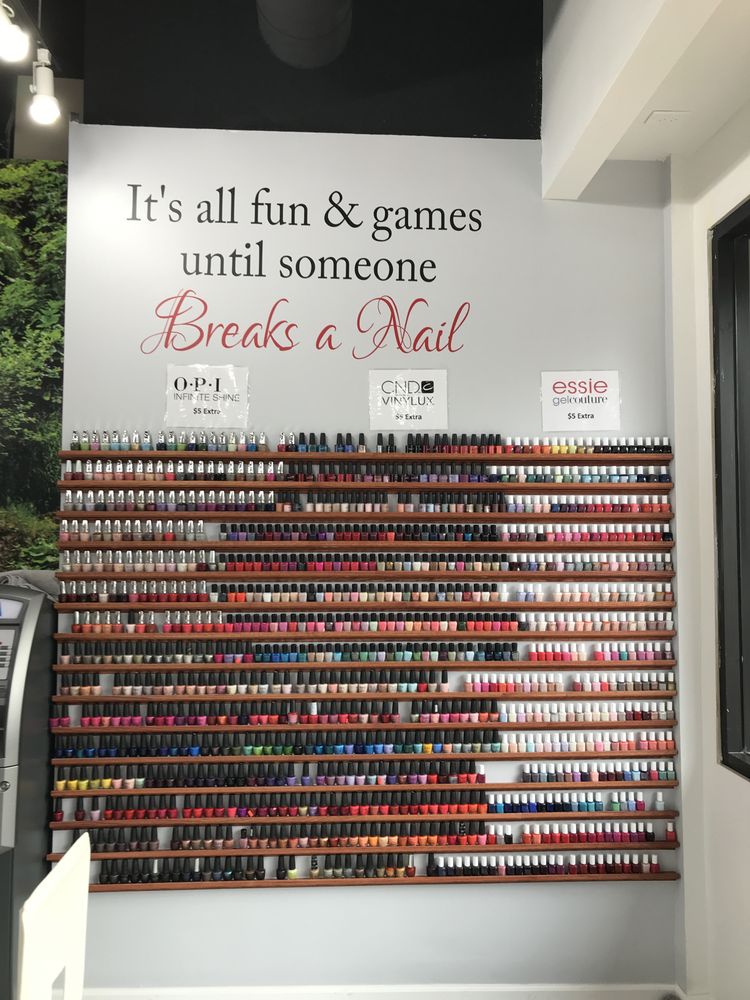 It's all fun & games
until someone
Breaks a Nail
O·P·I
INFINITE SHINE
$5 Extra
CND
VINYLUX
$5 Extra
essie
gelcouture
$5 Extra